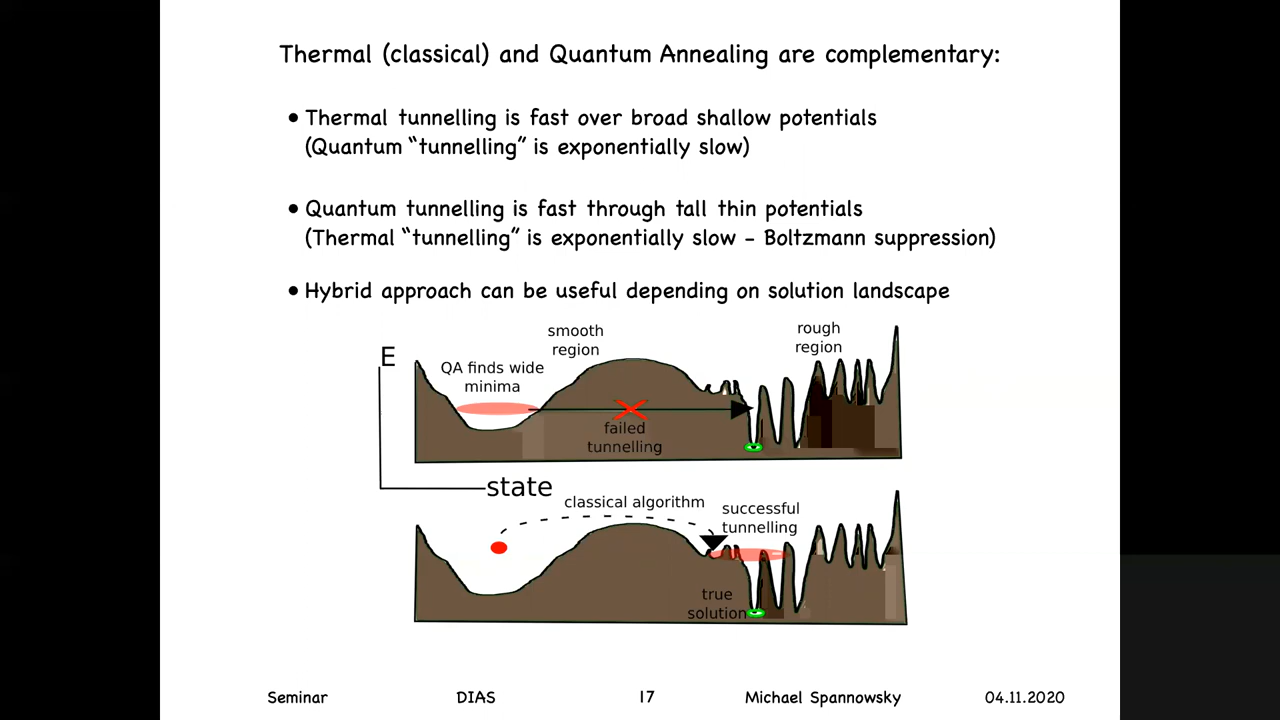 Thermal (classical) and Quantum Annealing are complementary:
• Thermal tunnelling is fast over broad shallow potentials
(Quantum “tunnelling” is exponentially slow)
• Quantum tunnelling is fast through tall thin potentials
(Thermal “tunnelling” is exponentially slow - Boltzmann suppression)
• Hybrid approach can be useful depending on solution landscape
E
QA finds wide
minima
smooth
region
rough
region
failed
tunnelling
state
classical algorithm
successful
tunnelling
true
solution
Seminar DIAS 17 Michael Spannowsky 04.11.2020